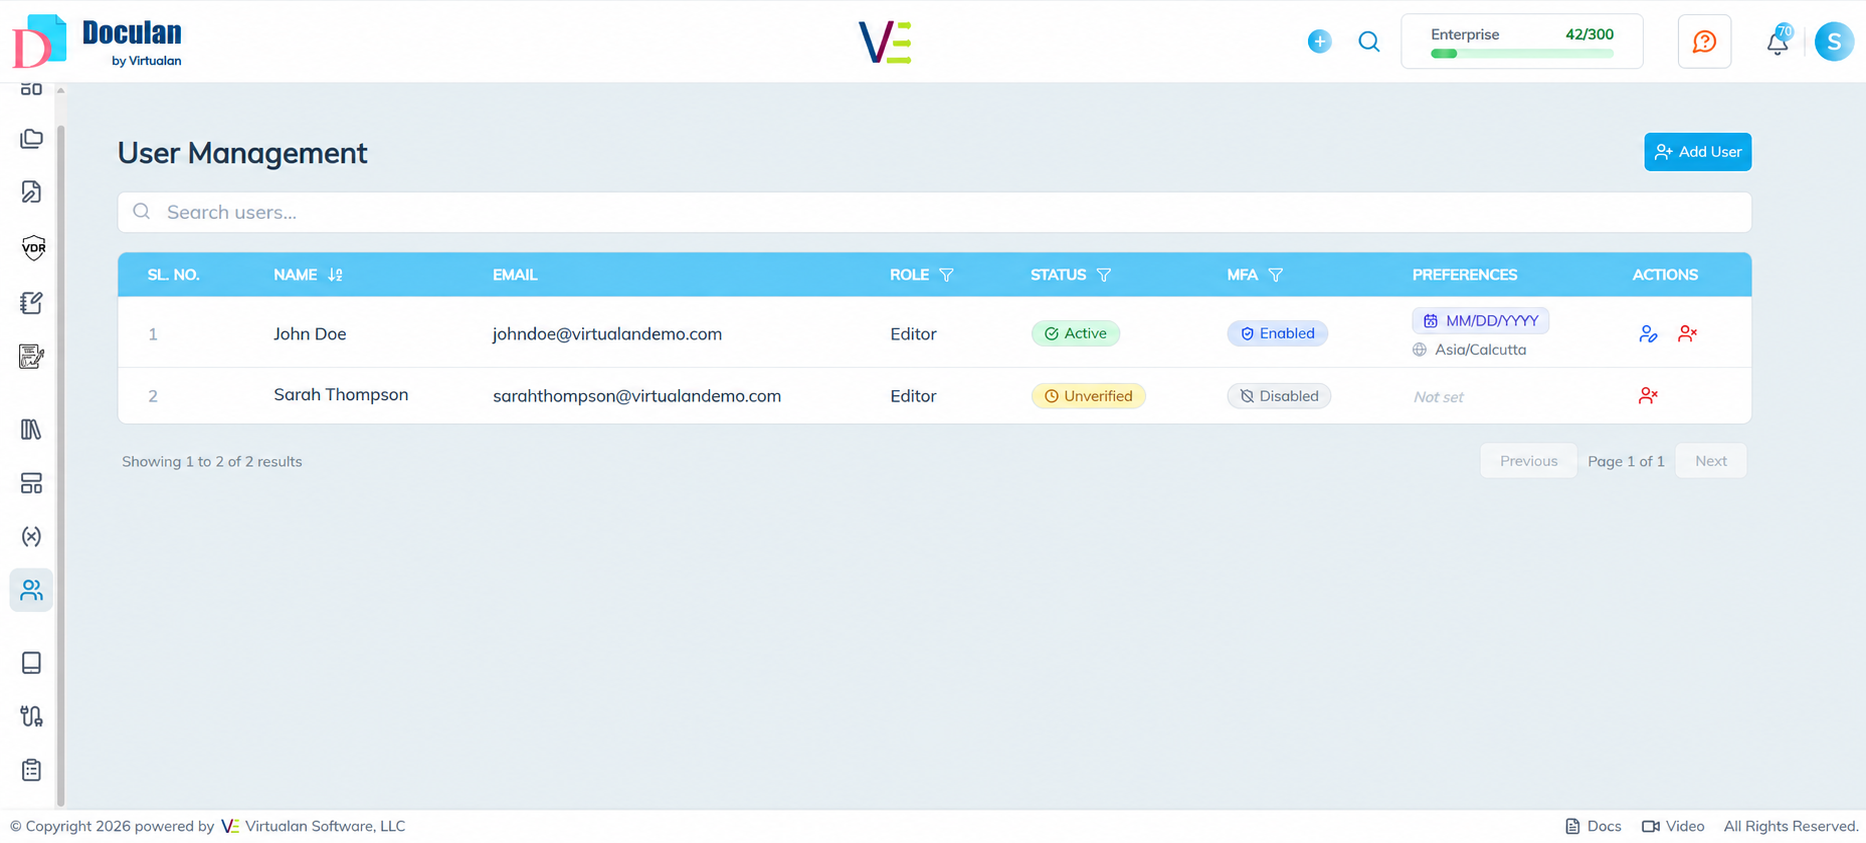 Doculan
by Virtualan
VE
Enterprise 42/300
70
S
VDR
User Management
Add User
Search users...
SL. NO. NAME EMAIL ROLE STATUS MFA PREFERENCES ACTIONS
1 John Doe johndoe@virtualandemo.com Editor Active Enabled MM/DD/YYYY
Asia/Calcutta
2 Sarah Thompson sarahthompson@virtualandemo.com Editor Unverified Disabled Not set
Showing 1 to 2 of 2 results
Previous Page 1 of 1 Next
© Copyright 2026 powered by VE Virtualan Software, LLC
Docs Video All Rights Reserved.